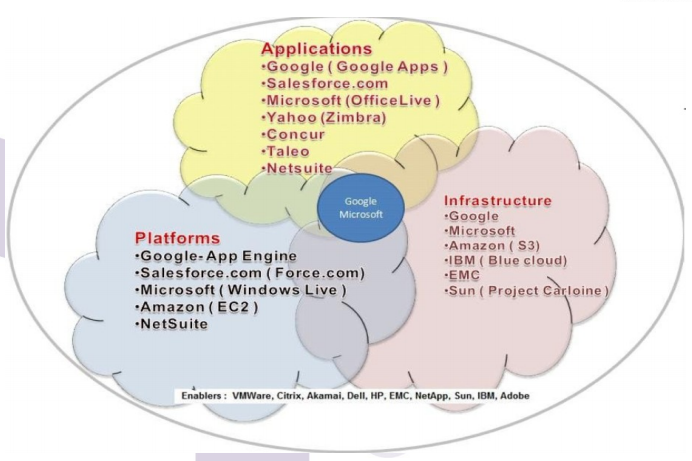 Applications
•Google ( Google Apps )
•Salesforce.com
•Microsoft (OfficeLive )
•Yahoo (Zimbra)
•Concur
•Taleo
•Netsuite
Google
Microsoft
Platforms
•Google-App Engine
•Salesforce.com ( Force.com)
•Microsoft ( Windows Live )
•Amazon ( EC2 )
•NetSuite
Infrastructure
•Google
•Microsoft
•Amazon ( S3)
•IBM ( Blue cloud)
•EMC
•Sun ( Project Carloine)
Enablers : VMWare, Citrix, Akamai, Dell, HP, EMC, NetApp, Sun, IBM, Adobe